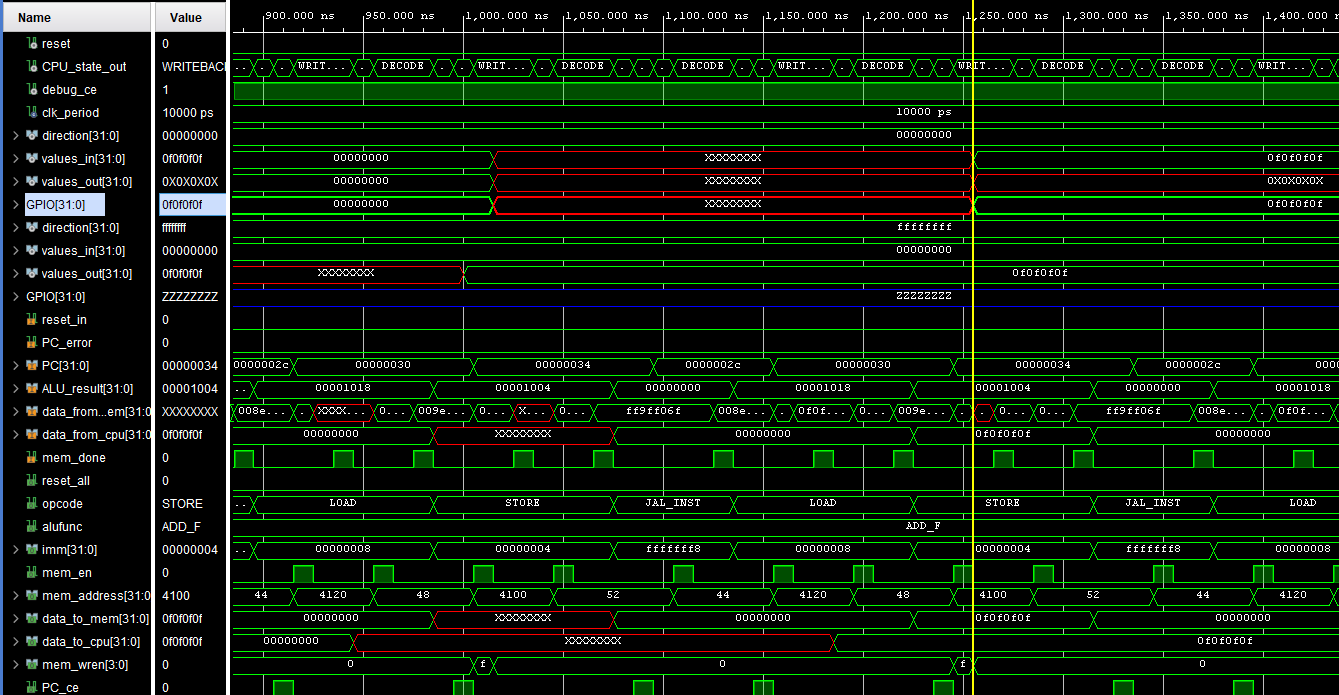 Name Value 900.000 ns 950.000 ns 1,000.000 ns 1,050.000 ns 1,100.000 ns 1,150.000 ns 1,200.000 ns 1,250.000 ns 1,300.000 ns 1,350.000 ns 1,400.000
reset 0
CPU_state_out WRITEBAC .. WRIT... DECODE WRIT... DECODE DECODE WRIT... DECODE WRIT... DECODE DECODE WRIT...
debug_ce 1
clk_period 10000 ps 10000 ps
direction[31:0] 00000000 00000000
values_in[31:0] 0f0f0f0f 00000000 XXXXXXXX 0f0f0f0f
values_out[31:0] 0X0X0X0X 00000000 XXXXXXXX 0X0X0X0X
GPIO[31:0] 0f0f0f0f 00000000 XXXXXXXX 0f0f0f0f
direction[31:0] ffffffff ffffffff
values_in[31:0] 00000000 00000000
values_out[31:0] 0f0f0f0f XXXXXXXX 0f0f0f0f
GPIO[31:0] ZZZZZZZZ ZZZZZZZZ
reset_in 0
PC_error 0
PC[31:0] 00000034 0000002c 00000030 00000034 0000002c 00000030 00000034 0000002c 0000
ALU_result[31:0] 00001004 .. 00001018 00001004 00000000 00001018 00001004 00000000 00001018
data_from...em[31:0 XXXXXXXX 008e... . XXXX... 0... 009e... 0... X... 0... ff9ff06f 008e... . 0f0f... 0... 009e... 0... 0... 0... ff9ff06f 008e... . 0f0f... 0...
data_from_cpu[31:0 0f0f0f0f 00000000 XXXXXXXX 00000000 0f0f0f0f 00000000
mem_done 0
reset_all 0
opcode STORE .. LOAD STORE JAL_INST LOAD STORE JAL_INST LOAD
alufunc ADD_F ADD_F
imm[31:0] 00000004 .. 00000008 00000004 fffffff8 00000008 00000004 fffffff8 00000008
mem_en 0
mem_address[31:0 4100 44 4120 48 4100 52 44 4120 48 4100 52 44 4120
data_to_mem[31:0] 0f0f0f0f 00000000 XXXXXXXX 00000000 0f0f0f0f 00000000
data_to_cpu[31:0] 0f0f0f0f 00000000 XXXXXXXX 0f0f0f0f
mem_wren[3:0] 0 0 f 0 f 0
PC_ce 0